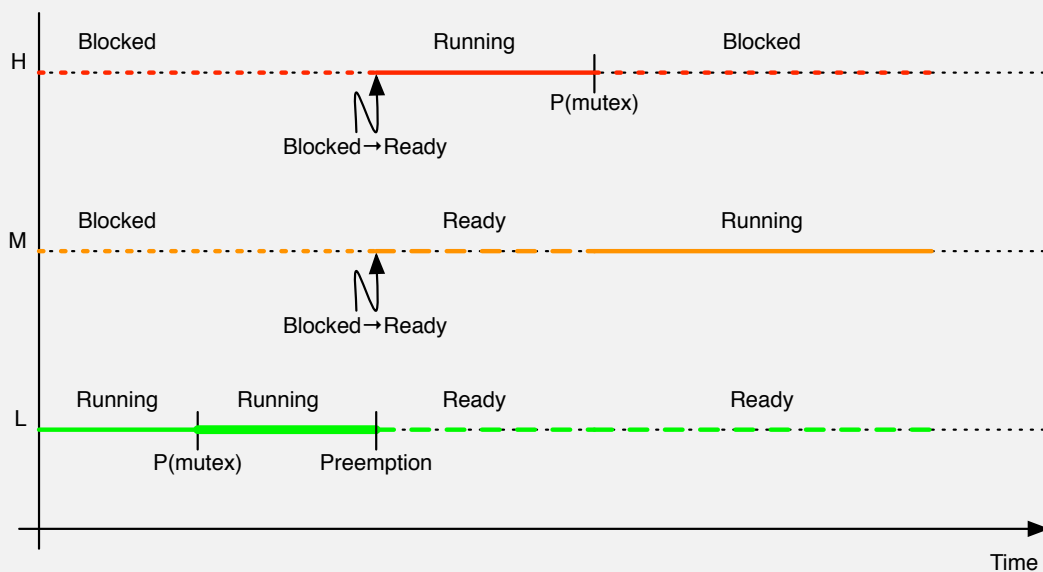 Blocked
Running
Blocked
H
P(mutex)
Blocked→Ready
Blocked
Ready
Running
M
Blocked→Ready
Running
Running
Ready
Ready
L
P(mutex)
Preemption
Time